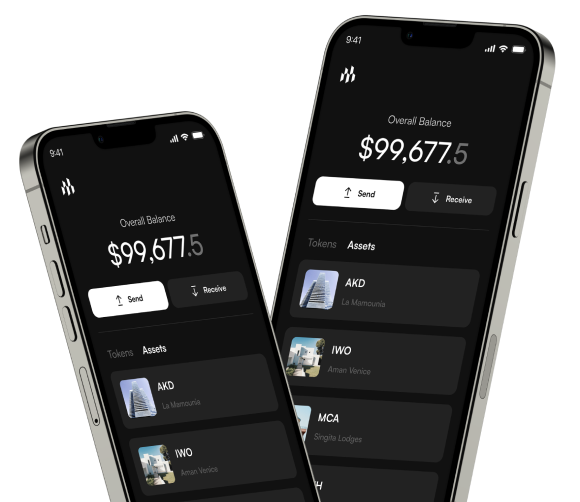 9:41
Overall Balance
$99,677.5
Send
Receive
Tokens Assets
AKD
La Mamounia
IWO
Aman Venice
9:41
Overall Balance
$99,677.5
Send
Receive
Tokens Assets
AKD
La Mamounia
IWO
Aman Venice
MCA
Singita Lodges